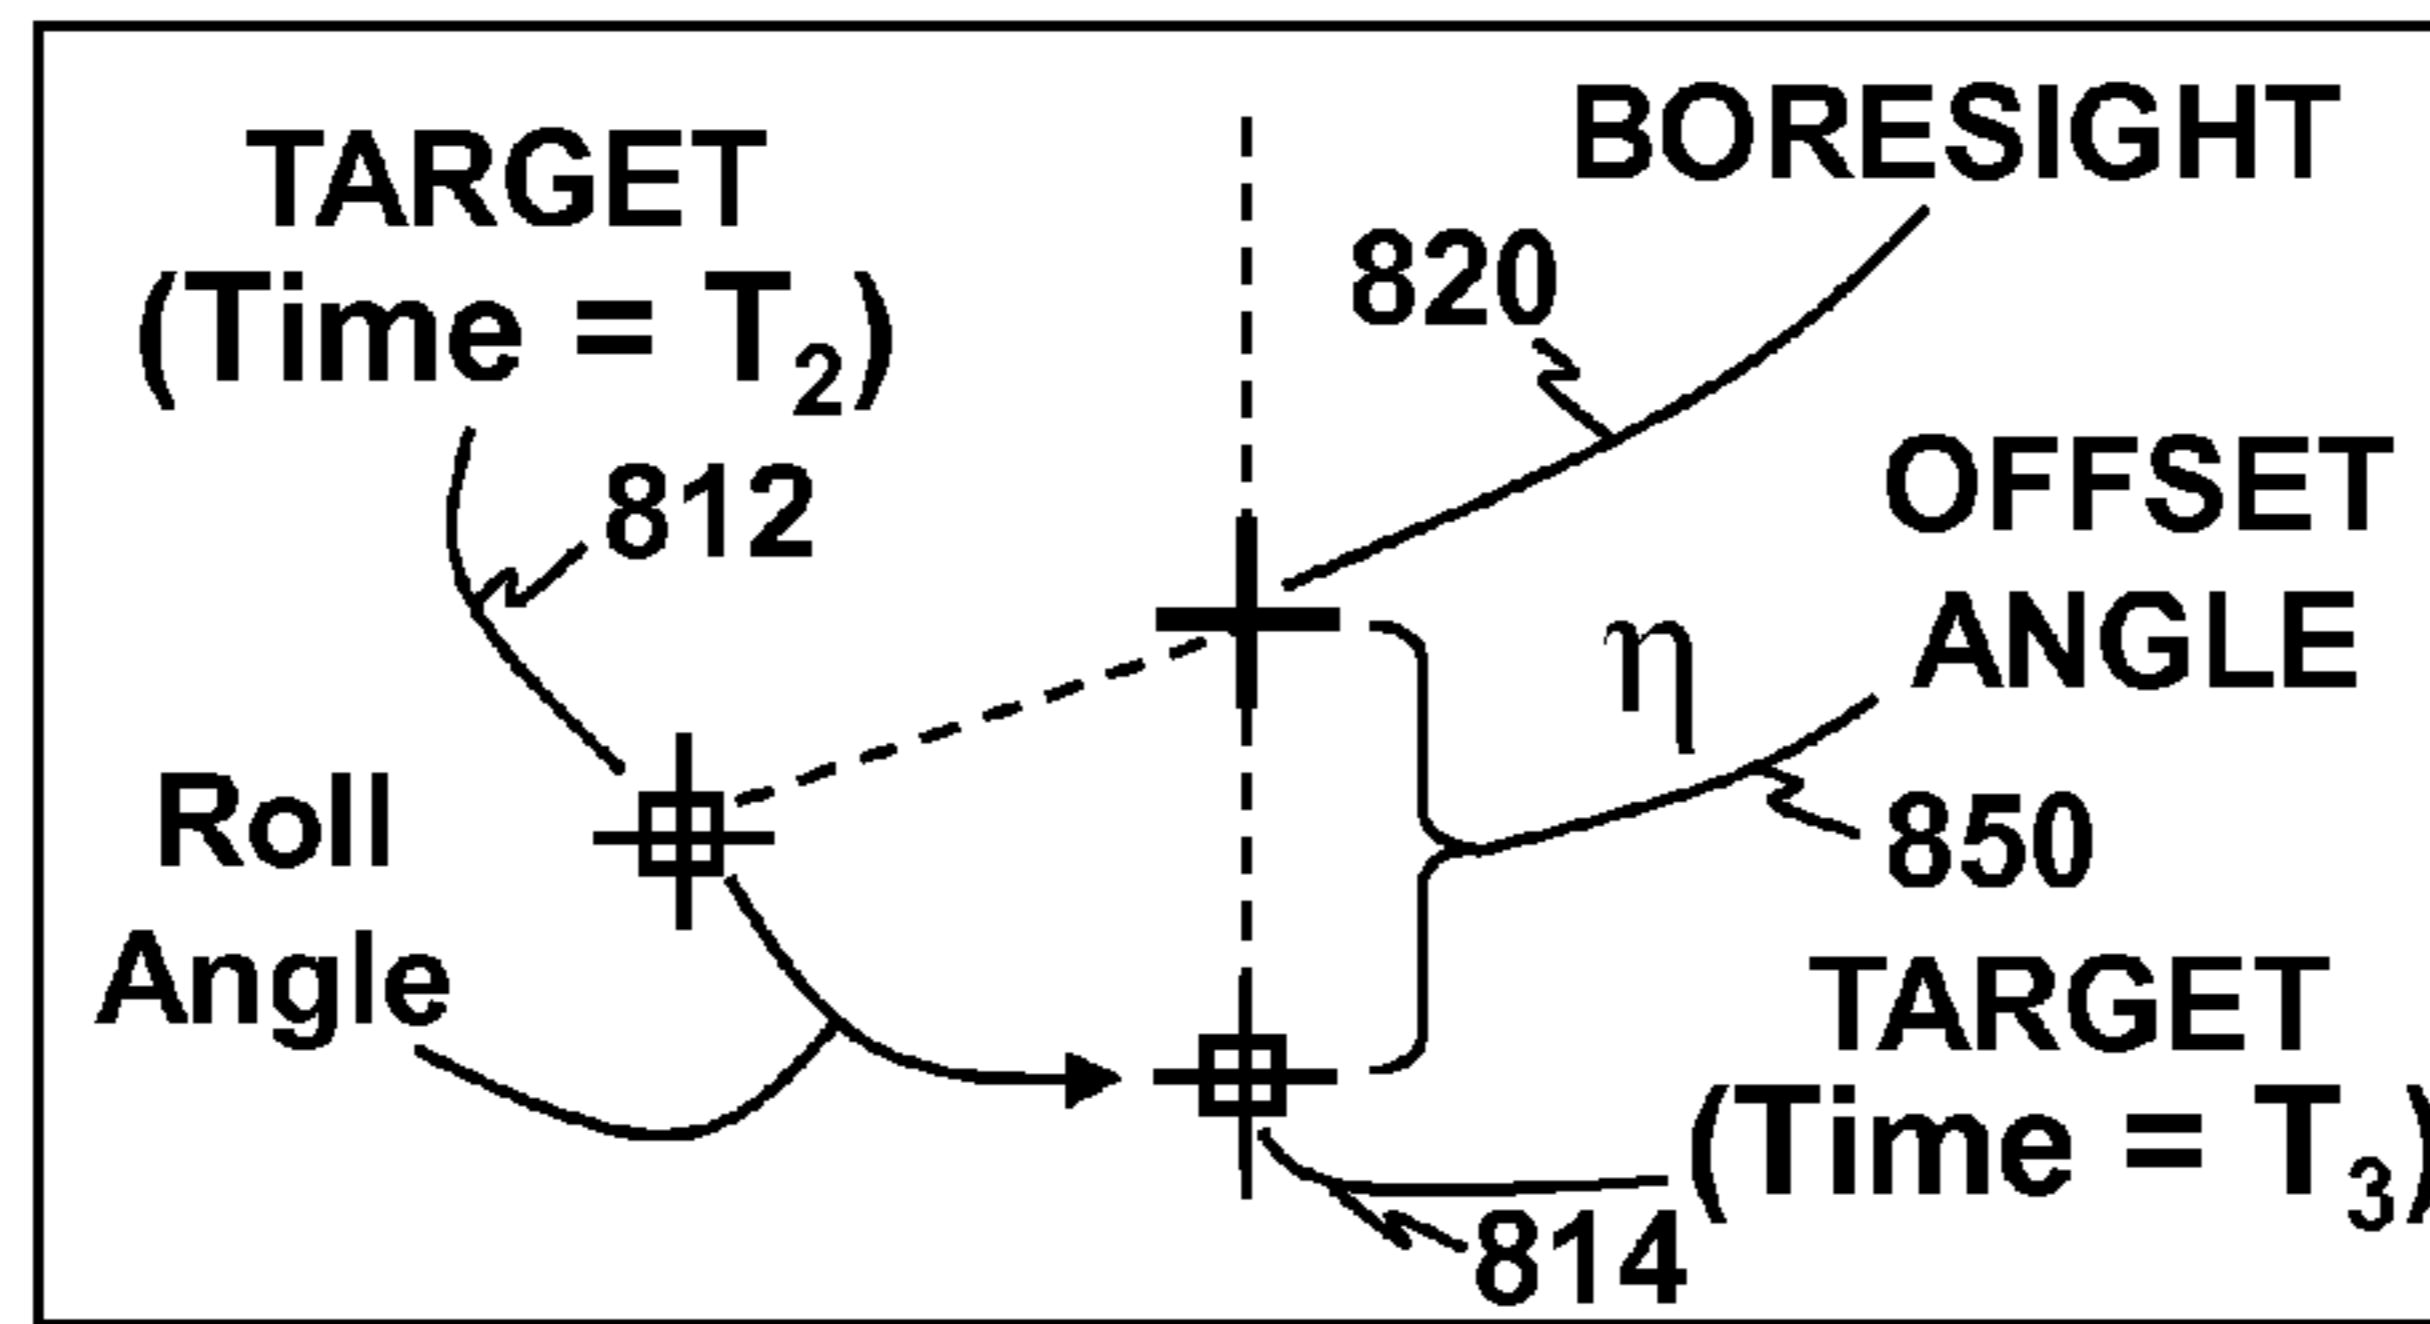 TARGET
(Time = T₂)
812
BORESIGHT
820
OFFSET
ANGLE
η
850
Roll
Angle
TARGET
(Time = T₃)
814